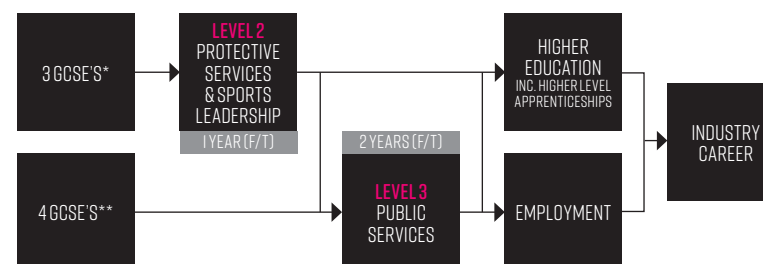 3 GCSE'S*
LEVEL 2
PROTECTIVE
SERVICES
& SPORTS
LEADERSHIP
1 YEAR (F/T)
HIGHER
EDUCATION
INC. HIGHER LEVEL
APPRENTICESHIPS
INDUSTRY
CAREER
4 GCSE'S**
2 YEARS (F/T)
LEVEL 3
PUBLIC
SERVICES
EMPLOYMENT